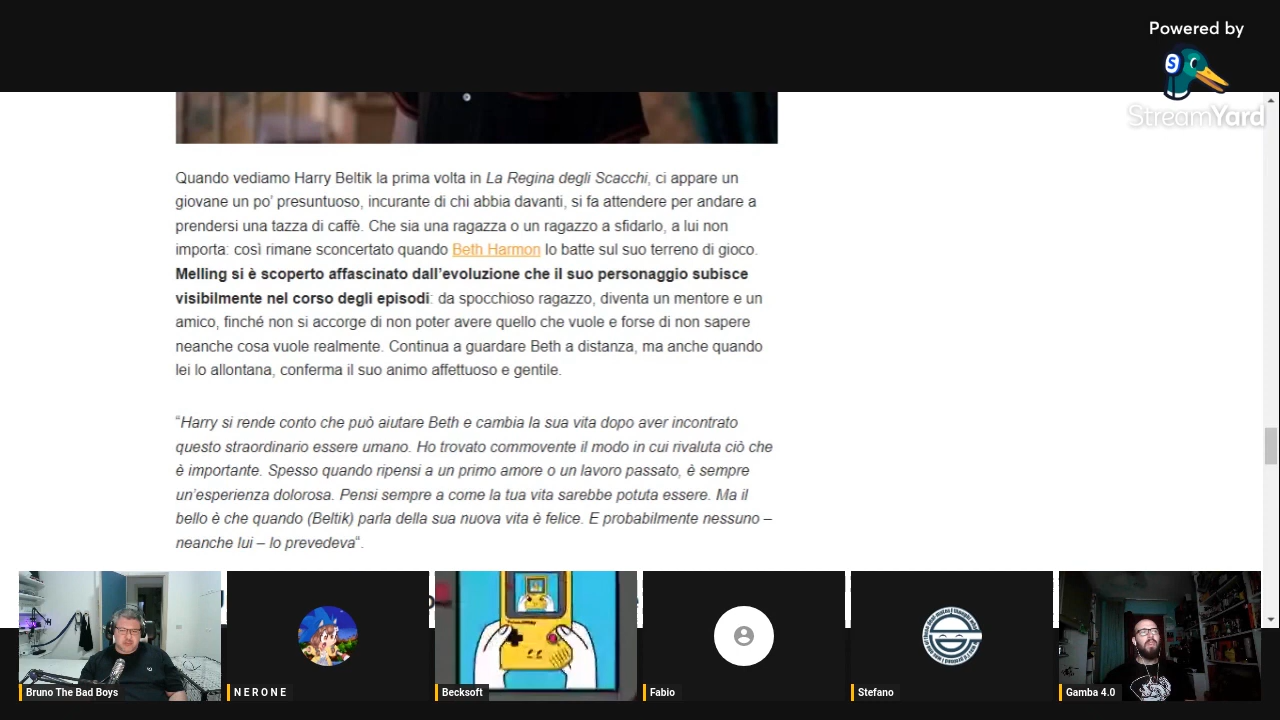 Powered by
S
StreamYard
Quando vediamo Harry Beltik la prima volta in La Regina degli Scacchi, ci appare un
giovane un po' presuntuoso, incurante di chi abbia davanti, si fa attendere per andare a
prendersi una tazza di caffè. Che sia una ragazza o un ragazzo a sfidarlo, a lui non
importa: così rimane sconcertato quando Beth Harmon lo batte sul suo terreno di gioco.
Melling si è scoperto affascinato dall'evoluzione che il suo personaggio subisce
visibilmente nel corso degli episodi: da spocchioso ragazzo, diventa un mentore e un
amico, finché non si accorge di non poter avere quello che vuole e forse di non sapere
neanche cosa vuole realmente. Continua a guardare Beth a distanza, ma anche quando
lei lo allontana, conferma il suo animo affettuoso e gentile.
“Harry si rende conto che può aiutare Beth e cambia la sua vita dopo aver incontrato
questo straordinario essere umano. Ho trovato commovente il modo in cui rivaluta ciò che
è importante. Spesso quando ripensi a un primo amore o un lavoro passato, è sempre
un'esperienza dolorosa. Pensi sempre a come la tua vita sarebbe potuta essere. Ma il
bello è che quando (Beltik) parla della sua nuova vita è felice. E probabilmente nessuno –
neanche lui – lo prevedeva“.
Bruno The Bad Boys
N E R O N E
Becksoft
Fabio
Stefano
Gamba 4.0